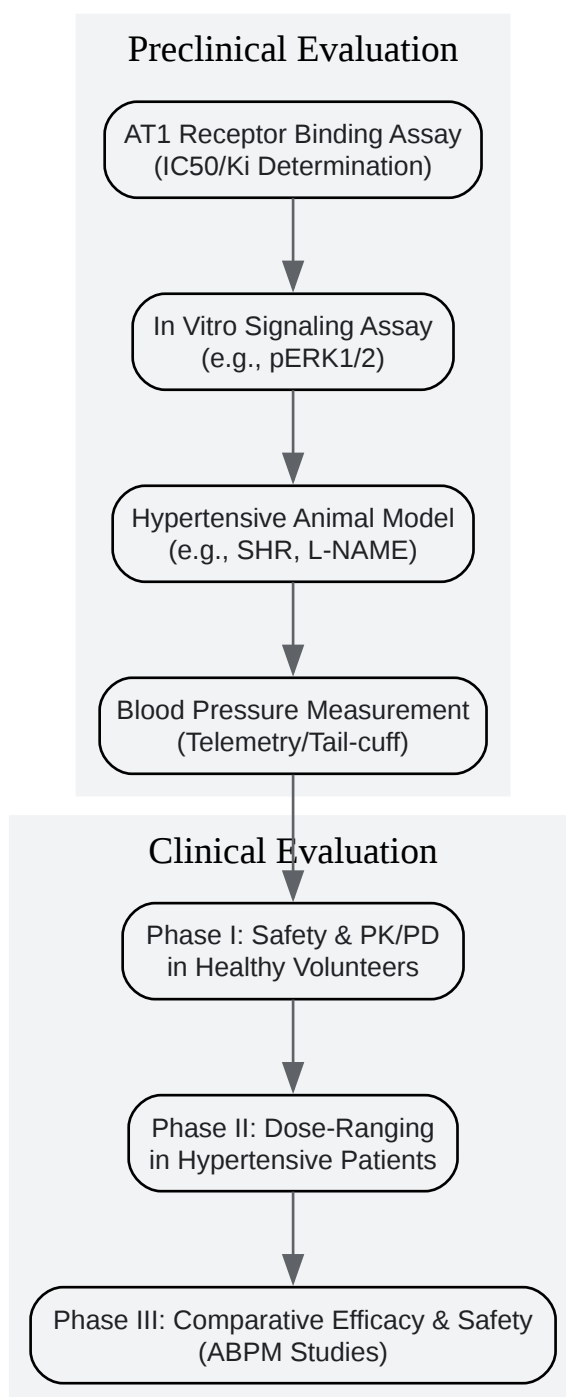 Preclinical Evaluation
AT1 Receptor Binding Assay
(IC50/Ki Determination)
In Vitro Signaling Assay
(e.g., pERK1/2)
Hypertensive Animal Model
(e.g., SHR, L-NAME)
Blood Pressure Measurement
(Telemetry/Tail-cuff)
Clinical Evaluation
Phase I: Safety & PK/PD
in Healthy Volunteers
Phase II: Dose-Ranging
in Hypertensive Patients
Phase III: Comparative Efficacy & Safety
(ABPM Studies)